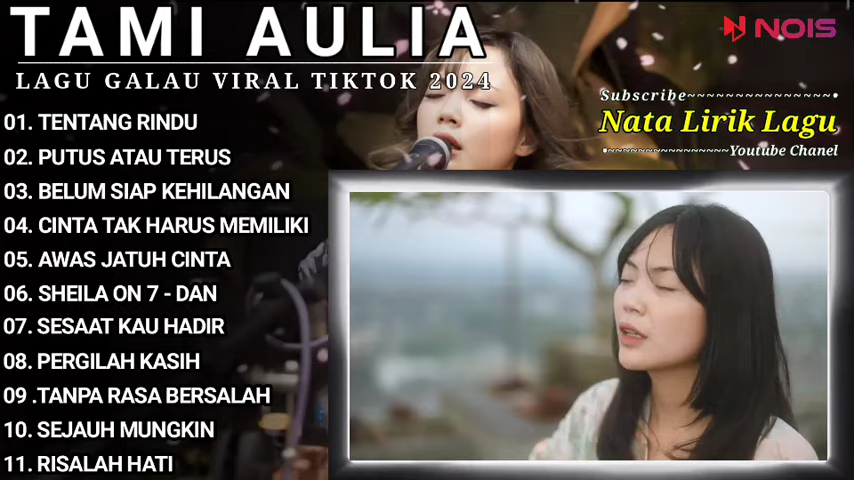 TAMI AULIA
NOIS
LAGU GALAU VIRAL TIKTOK 2024
Subscribe~~~~~~~~~~~~~~~•
Nata Lirik Lagu
•~~~~~~~~~~~~~~~~Youtube Chanel
01. TENTANG RINDU
02. PUTUS ATAU TERUS
03. BELUM SIAP KEHILANGAN
04. CINTA TAK HARUS MEMILIKI
05. AWAS JATUH CINTA
06. SHEILA ON 7 - DAN
07. SESAAT KAU HADIR
08. PERGILAH KASIH
09 .TANPA RASA BERSALAH
10. SEJAUH MUNGKIN
11. RISALAH HATI